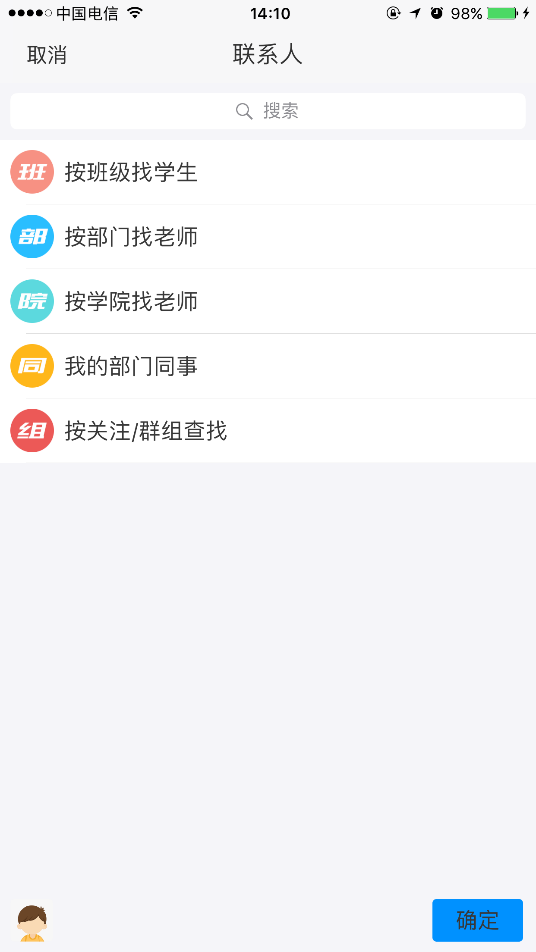 中国电信 14:10 98%
取消 联系人
搜索
班 按班级找学生
部 按部门找老师
院 按学院找老师
同 我的部门同事
组 按关注/群组查找
确定